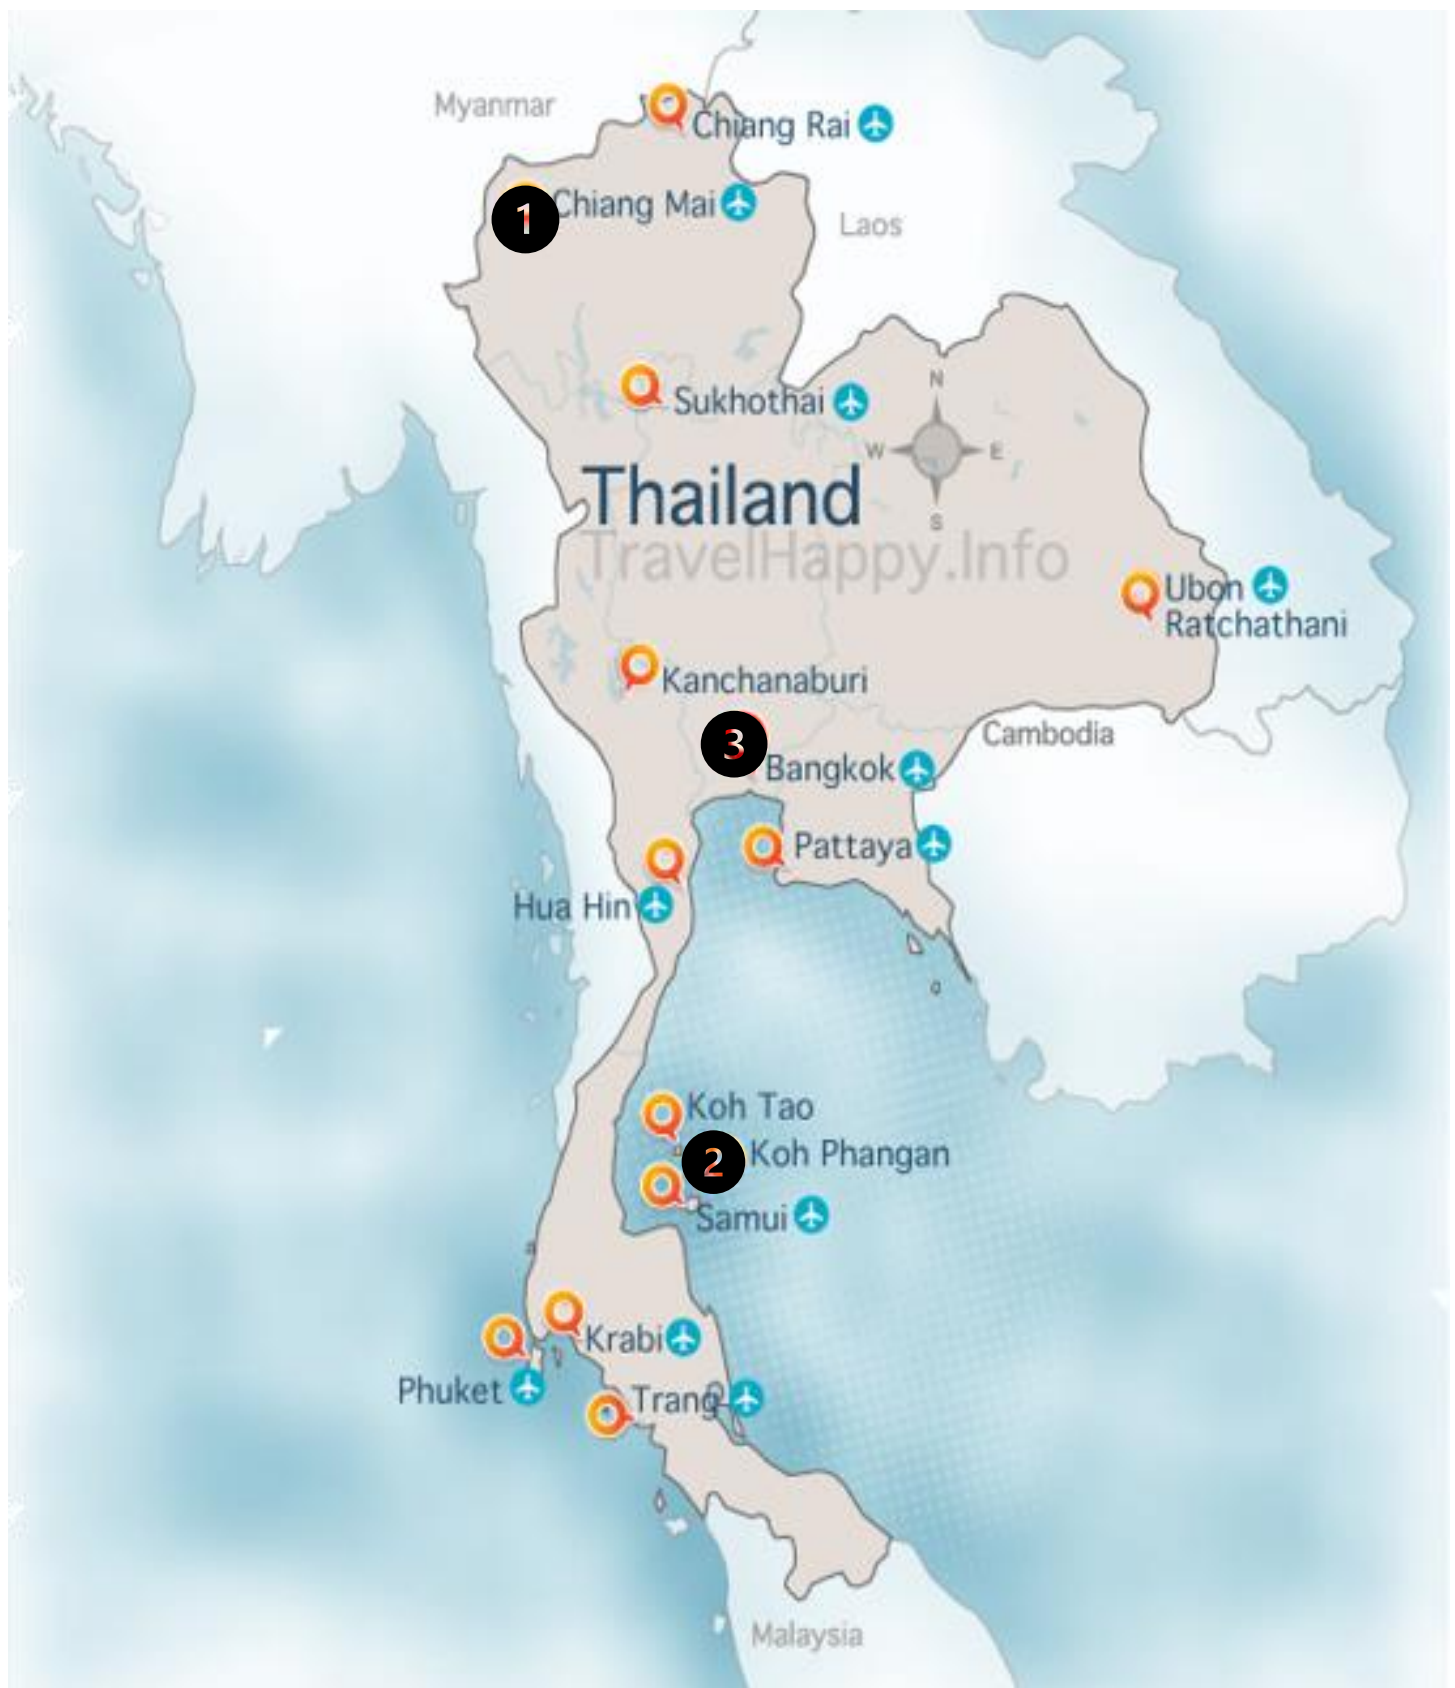 Myanmar
Chiang Rai
1
Chiang Mai
Laos
N
Sukhothai
W
E
Thailand
S
TravelHappy.Info
Ubon
Ratchathani
Kanchanaburi
Cambodia
3
Bangkok
Pattaya
Hua Hin
Koh Tao
2
Koh Phangan
Samui
Krabi
Phuket
Trang
Malaysia